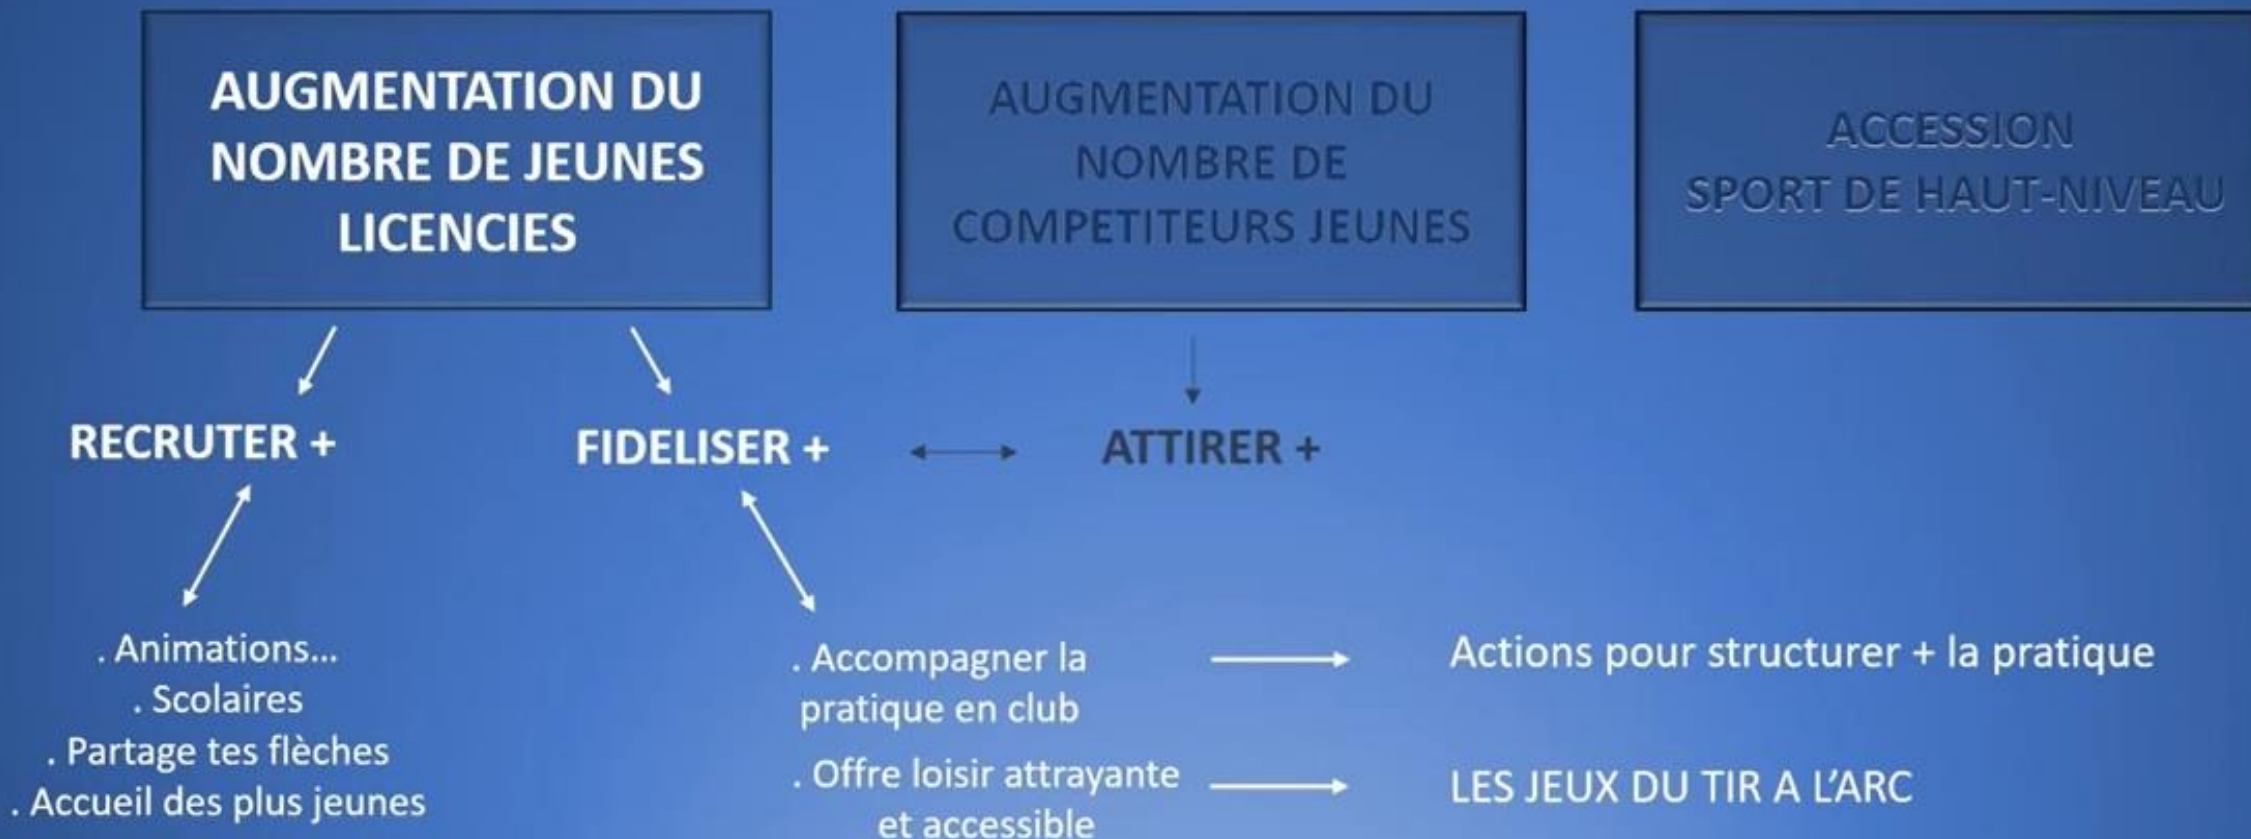 AUGMENTATION DU
NOMBRE DE JEUNES
LICENCIES
AUGMENTATION DU
NOMBRE DE
COMPETITEURS JEUNES
ACCESSION
SPORT DE HAUT-NIVEAU
RECRUTER +
FIDELISER +
ATTIRER +
. Animations…
. Scolaires
. Partage tes flèches
. Accueil des plus jeunes
. Accompagner la
pratique en club
. Offre loisir attrayante
et accessible
Actions pour structurer + la pratique
LES JEUX DU TIR A L’ARC